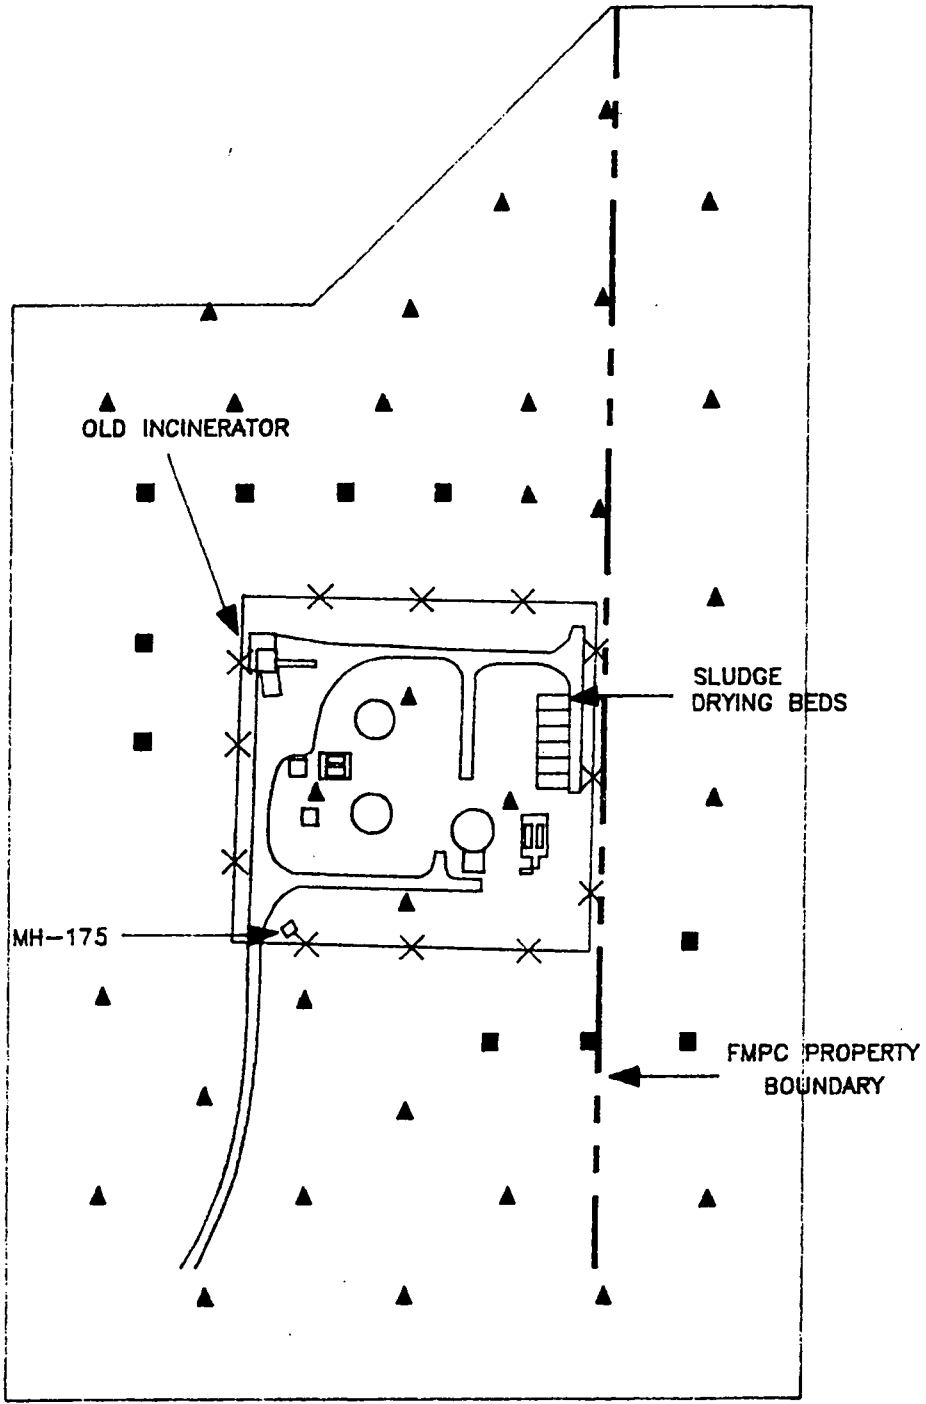 OLD INCINERATOR
SLUDGE
DRYING BEDS
MH-175
FMPC PROPERTY
BOUNDARY